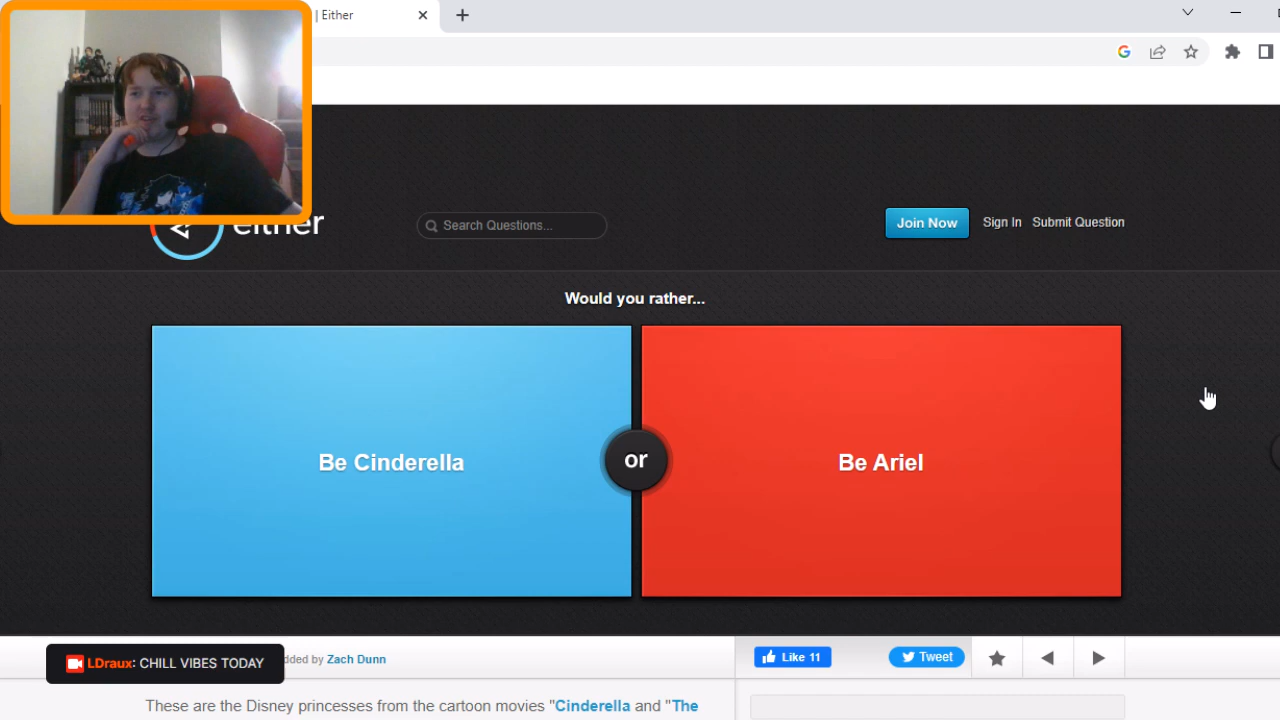 | Either
either
Search Questions...
Join Now
Sign In
Submit Question
Would you rather...
Be Cinderella
or
Be Ariel
LDraux: CHILL VIBES TODAY
dded by Zach Dunn
Like 11
Tweet
These are the Disney princesses from the cartoon movies "Cinderella and "The